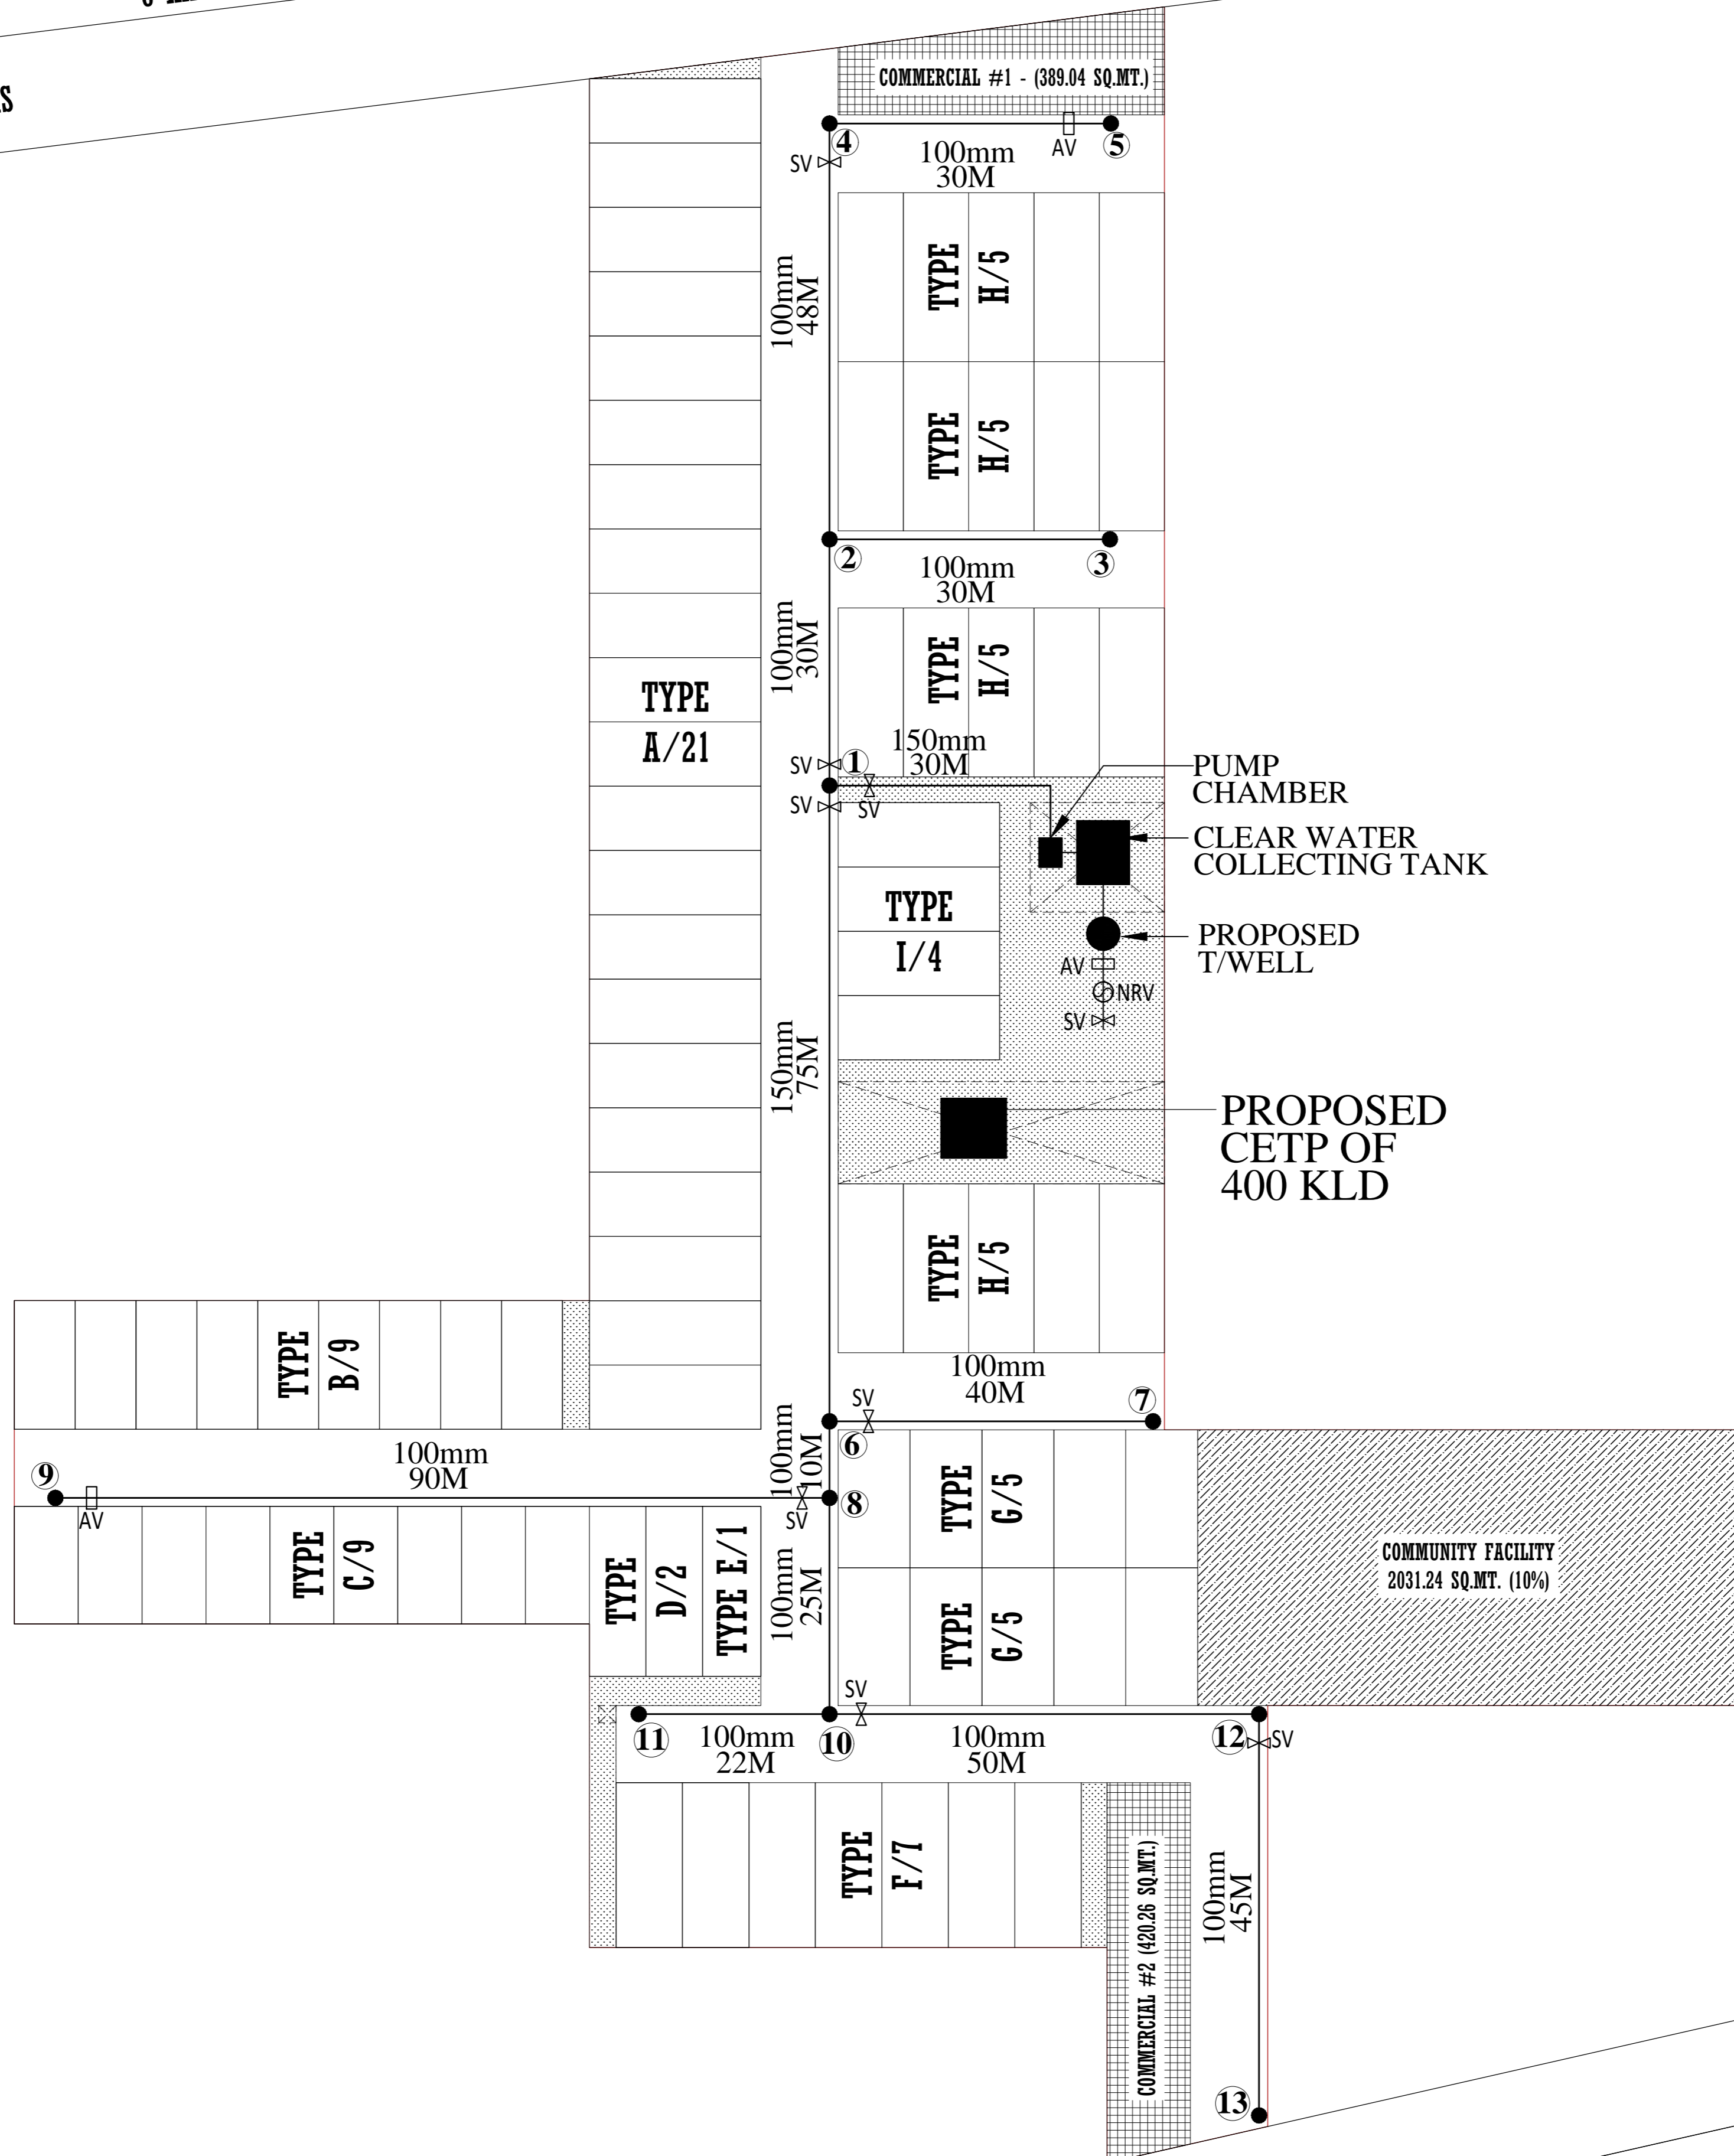 COMMERCIAL #1 - (389.04 SQ.MT.)
S
4
5
SV
AV
100mm
30M
TYPE
H/5
100mm
48M
TYPE
H/5
2
3
100mm
30M
100mm
30M
TYPE
H/5
TYPE
A/21
150mm
30M
SV
1
SV
SV
PUMP
CHAMBER
CLEAR WATER
COLLECTING TANK
TYPE
I/4
PROPOSED
T/WELL
AV
NRV
SV
150mm
75M
PROPOSED
CETP OF
400 KLD
TYPE
H/5
TYPE
B/9
100mm
40M
SV
7
6
100mm
10M
100mm
90M
9
AV
SV
8
TYPE
G/5
TYPE
C/9
TYPE
D/2
TYPE E/1
100mm
25M
TYPE
G/5
COMMUNITY FACILITY
2031.24 SQ.MT. (10%)
SV
11
100mm
22M
10
100mm
50M
12
SV
TYPE
F/7
COMMERCIAL #2 (420.26 SQ.MT.)
100mm
45M
13